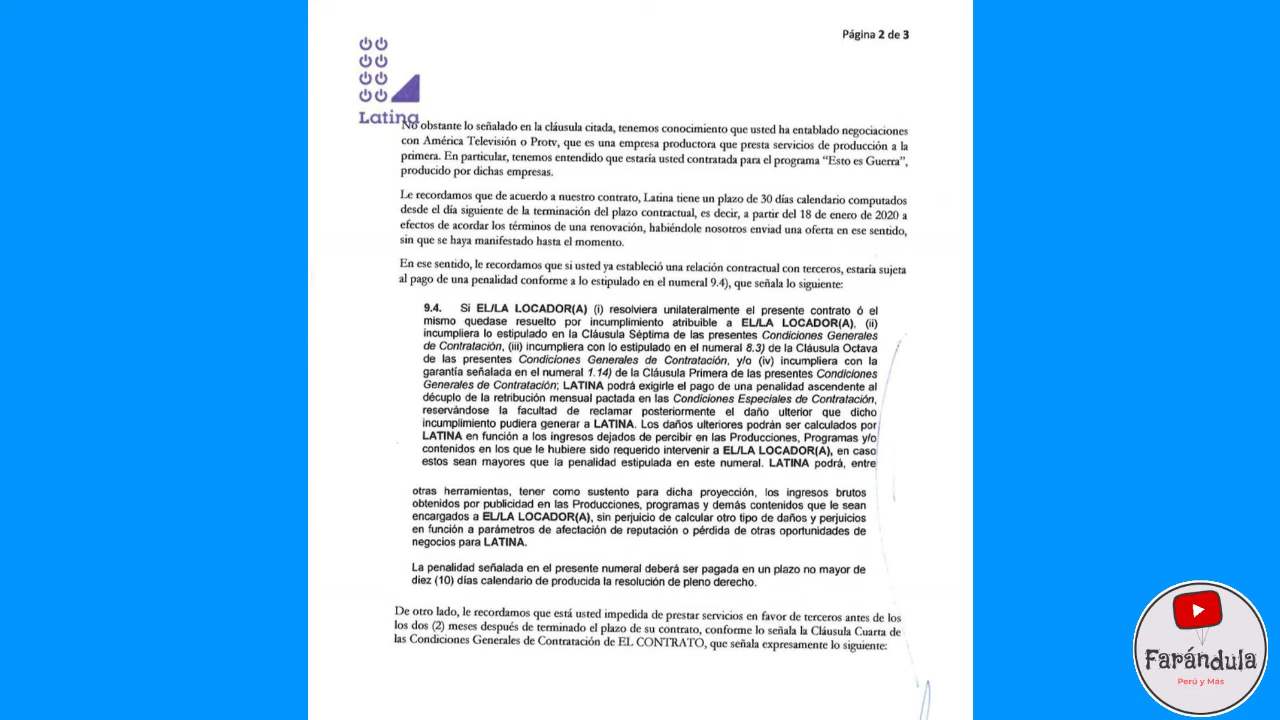 Página 2 de 3
Latina
No obstante lo señalado en la cláusula citada, tenemos conocimiento que usted ha entablado negociaciones
con América Televisión o Protv, que es una empresa productora que presta servicios de producción a la
primera. En particular, tenemos entendido que estaría usted contratada para el programa “Esto es Guerra”,
producido por dichas empresas.
Le recordamos que de acuerdo a nuestro contrato, Latina tiene un plazo de 30 días calendario computados
desde el día siguiente de la terminación del plazo contractual, es decir, a partir del 18 de enero de 2020 a
efectos de acordar los términos de una renovación, habiéndole nosotros enviad una oferta en ese sentido,
sin que se haya manifestado hasta el momento.
En ese sentido, le recordamos que si usted ya estableció una relación contractual con terceros, estaría sujeta
al pago de una penalidad conforme a lo estipulado en el numeral 9.4), que señala lo siguiente:
9.4. Si EL/LA LOCADOR(A) (i) resolviera unilateralmente el presente contrato ó el
mismo quedase resuelto por incumplimiento atribuible a EL/LA LOCADOR(A), (ii)
incumpliera lo estipulado en la Cláusula Séptima de las presentes Condiciones Generales
de Contratación, (iii) incumpliera con lo estipulado en el numeral 8.3) de la Cláusula Octava
de las presentes Condiciones Generales de Contratación, y/o (iv) incumpliera con la
garantía señalada en el numeral 1.14) de la Cláusula Primera de las presentes Condiciones
Generales de Contratación; LATINA podrá exigirle el pago de una penalidad ascendente al
décuplo de la retribución mensual pactada en las Condiciones Especiales de Contratación,
reservándose la facultad de reclamar posteriormente el daño ulterior que dicho
incumplimiento pudiera generar a LATINA. Los daños ulteriores podrán ser calculados por
LATINA en función a los ingresos dejados de percibir en las Producciones, Programas y/o
contenidos en los que le hubiere sido requerido intervenir a EL/LA LOCADOR(A), en caso
estos sean mayores que la penalidad estipulada en este numeral. LATINA podrá, entre
otras herramientas, tener como sustento para dicha proyección, los ingresos brutos
obtenidos por publicidad en las Producciones, programas y demás contenidos que le sean
encargados a EL/LA LOCADOR(A), sin perjuicio de calcular otro tipo de daños y perjuicios
en función a parámetros de afectación de reputación o pérdida de otras oportunidades de
negocios para LATINA.
La penalidad señalada en el presente numeral deberá ser pagada en un plazo no mayor de
diez (10) días calendario de producida la resolución de pleno derecho.
De otro lado, le recordamos que está usted impedida de prestar servicios en favor de terceros antes de los
los dos (2) meses después de terminado el plazo de su contrato, conforme lo señala la Cláusula Cuarta de
las Condiciones Generales de Contratación de EL CONTRATO, que señala expresamente lo siguiente:
Farándula
Perú y Más